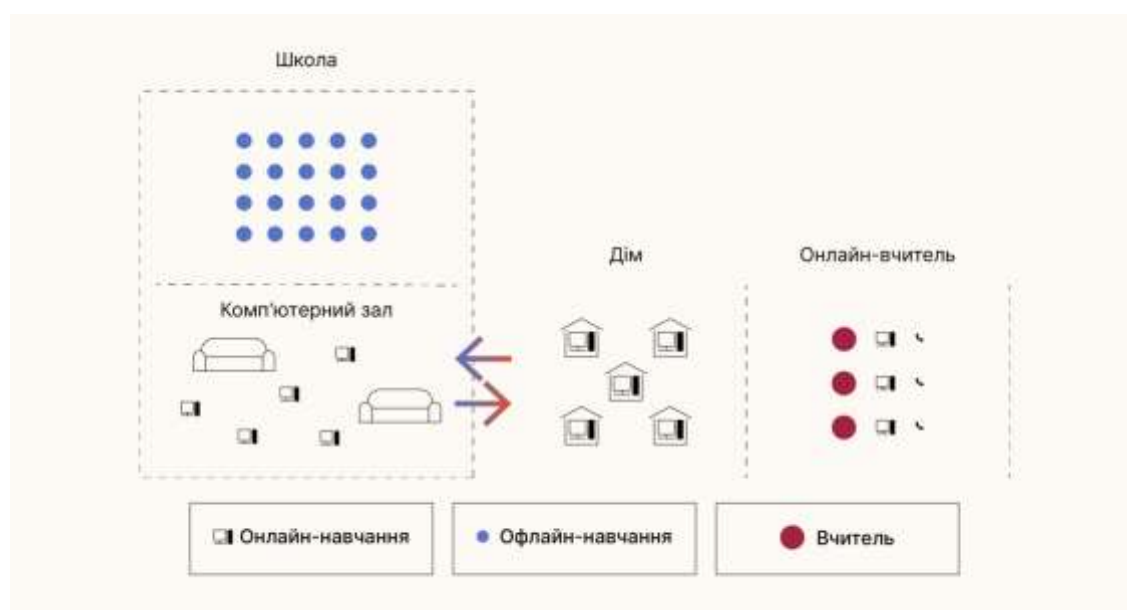 Школа
Комп'ютерний зал
Дім
Онлайн-вчитель
Онлайн-навчання
Офлайн-навчання
Вчитель